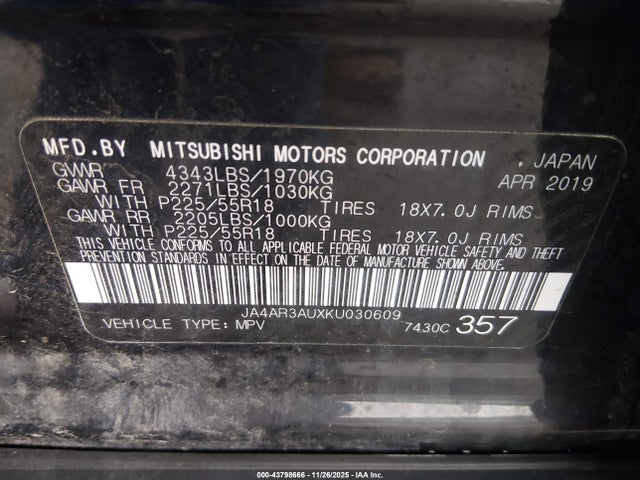 MFD.BY MITSUBISHI MOTORS CORPORATION , JAPAN
GVWR 4343LBS/1970KG APR 2019
GAWR FR 2271LBS/1030KG
WITH P225/55R18 TIRES 18X7.0J RIMS
GAWR RR 2205LBS/1000KG
WITH P225/55R18 TIRES 18X7.0J RIMS
THIS VEHICLE CONFORMS TO ALL APPLICABLE FEDERAL MOTOR VEHICLE SAFETY AND THEFT
PREVENTION STANDARDS IN EFFECT ON THE DATE OF MANUFACTURE SHOWN ABOVE.
JA4AR3AUXKU030609
VEHICLE TYPE: MPV 7430C 357
000-43798666 - 11/26/2025 - IAA Inc.